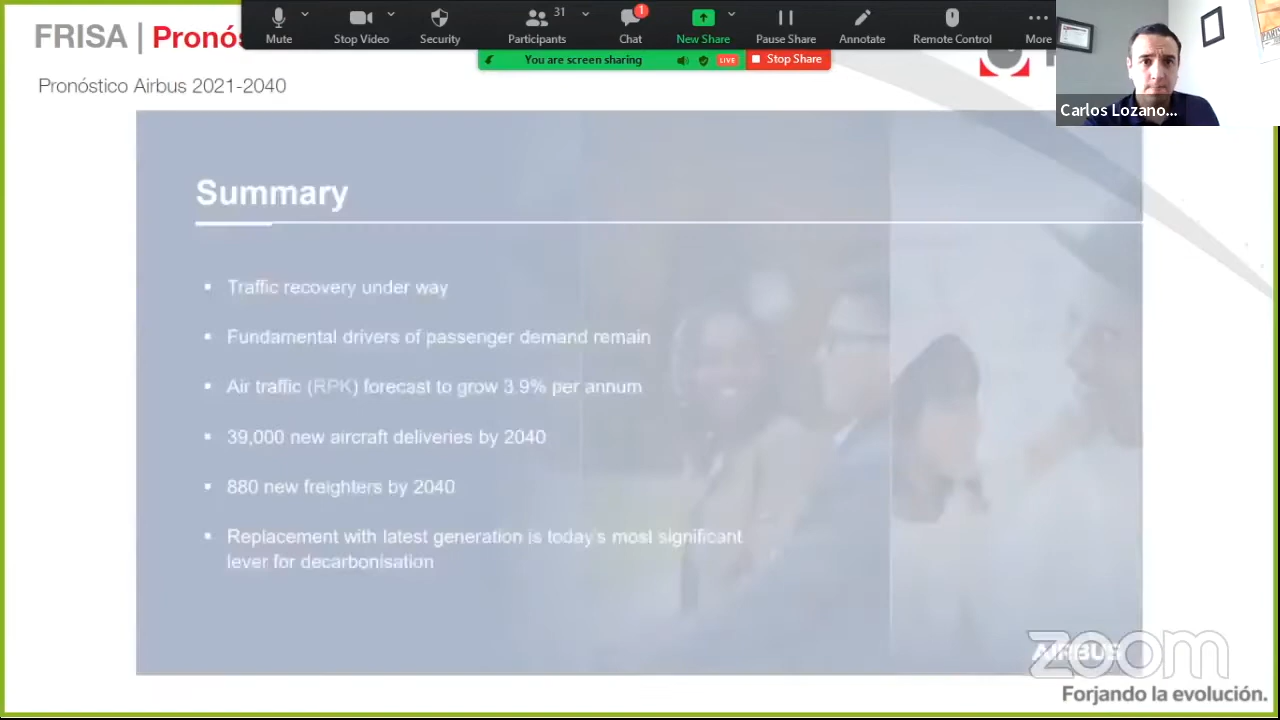 FRISA | Pronós
Mute
Stop Video
Security
Participants
31
Chat
1
New Share
Pause Share
Annotate
Remote Control
More
You are screen sharing
LIVE
Stop Share
Carlos Lozano...
Pronóstico Airbus 2021-2040
Summary
Traffic recovery under way
Fundamental drivers of passenger demand remain
Air traffic (RPK) forecast to grow 3.9% per annum
39,000 new aircraft deliveries by 2040
880 new freighters by 2040
Replacement with latest generation is today's most significant
lever for decarbonisation
AIRBUS
zoom
Forjando la evolución.